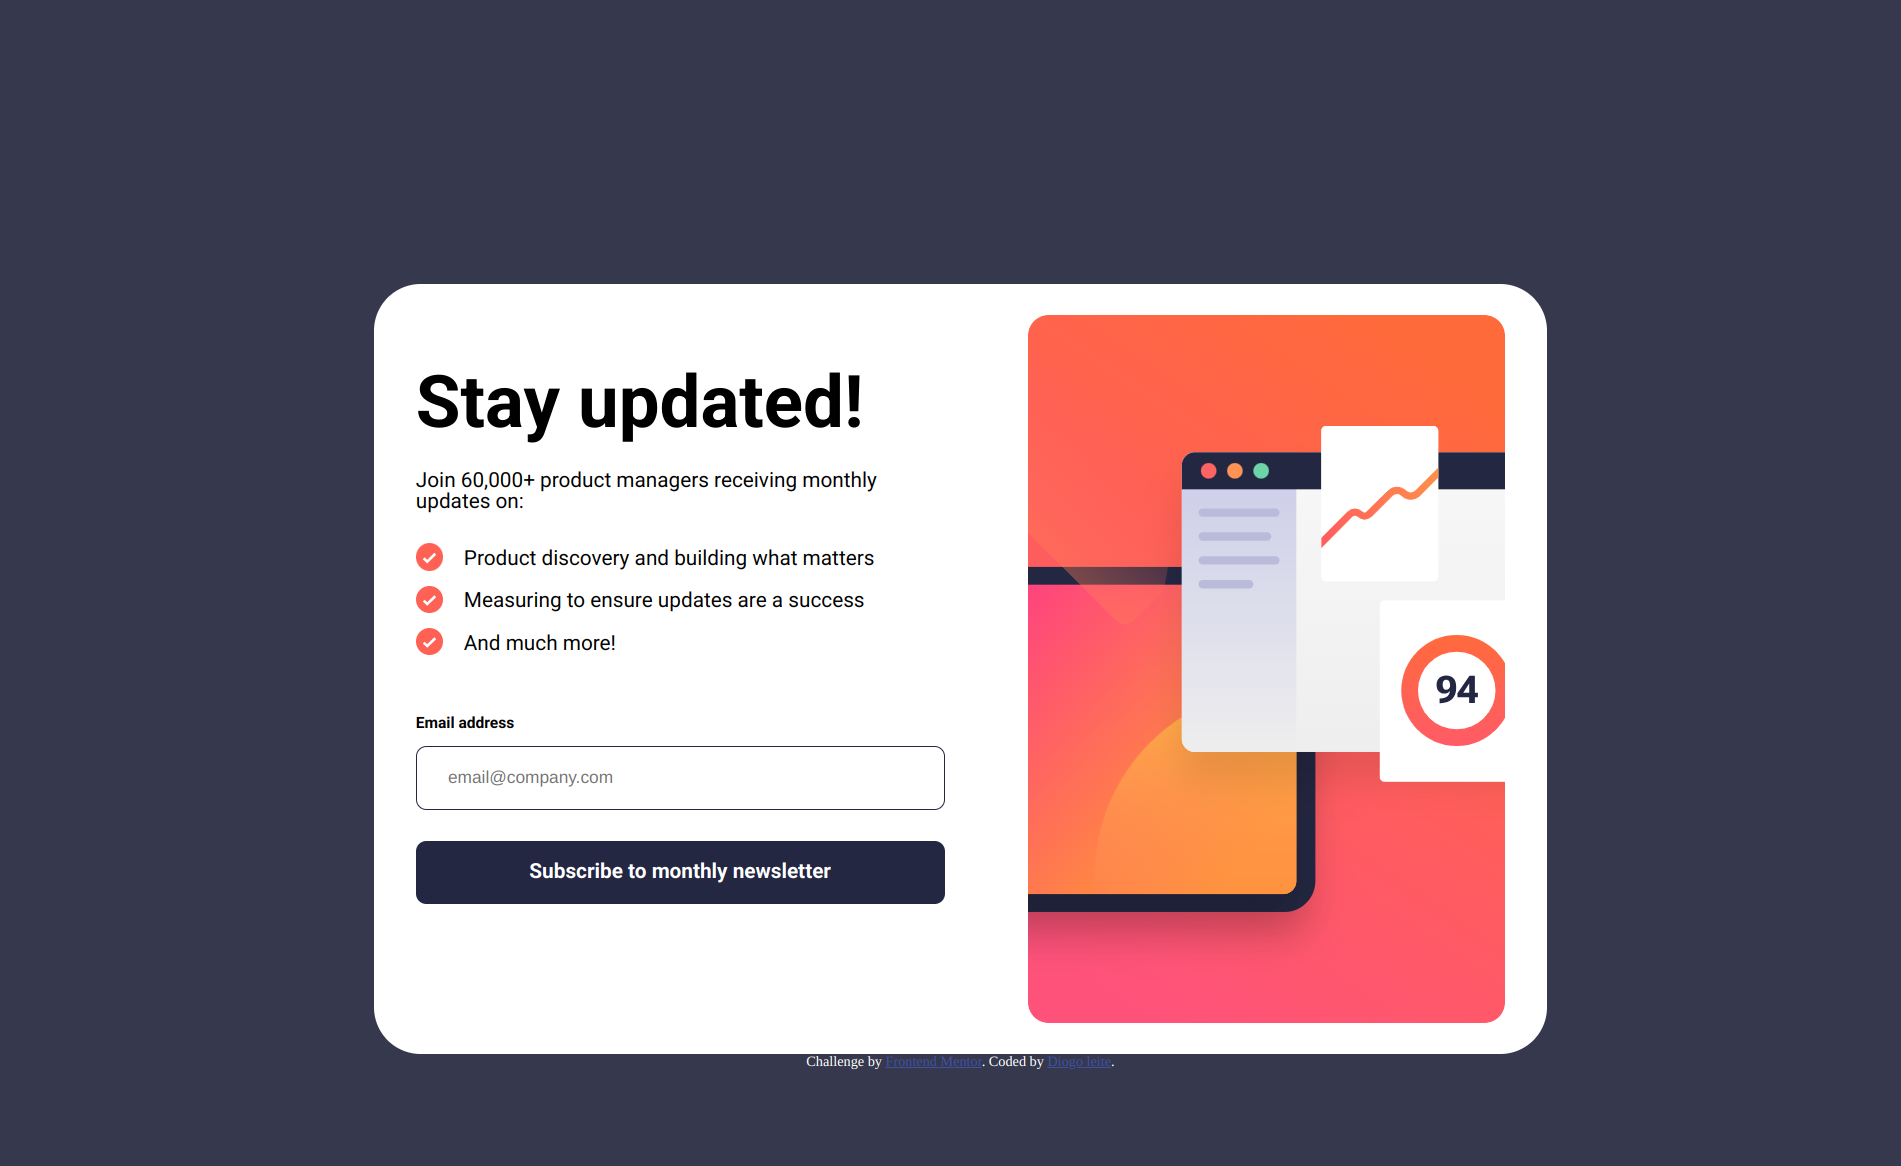 Stay updated!
Join 60,000+ product managers receiving monthly
updates on:
Product discovery and building what matters
Measuring to ensure updates are a success
And much more!
Email address
email@company.com
Subscribe to monthly newsletter
94
Challenge by Frontend Mentor. Coded by Diogo leite.